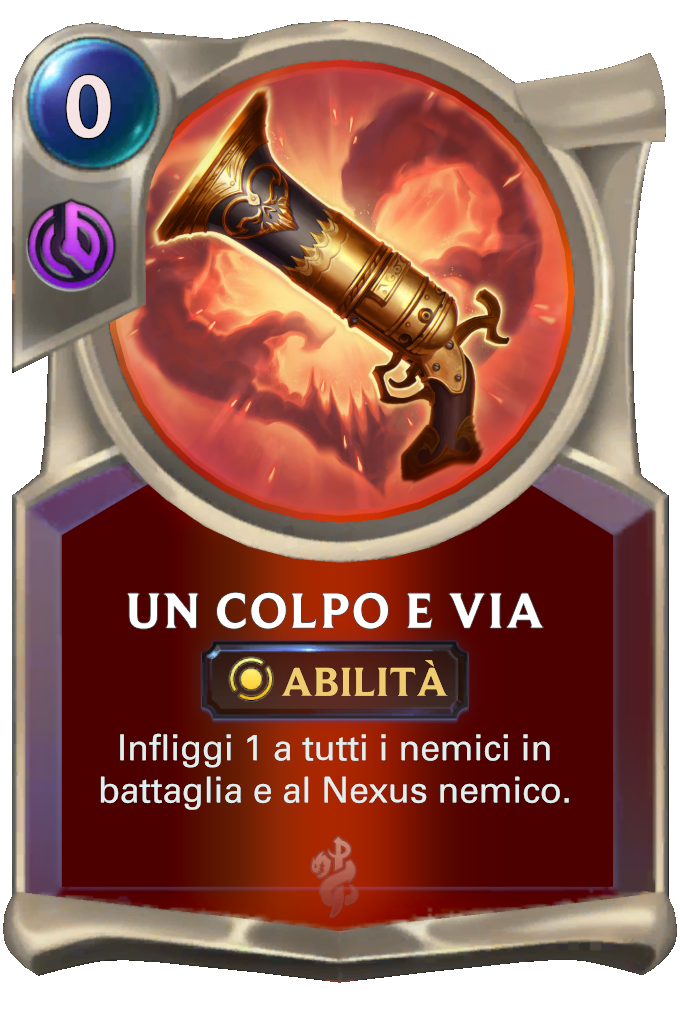 0
UN COLPO E VIA
ABILITÀ
Infliggi 1 a tutti i nemici in
battaglia e al Nexus nemico.